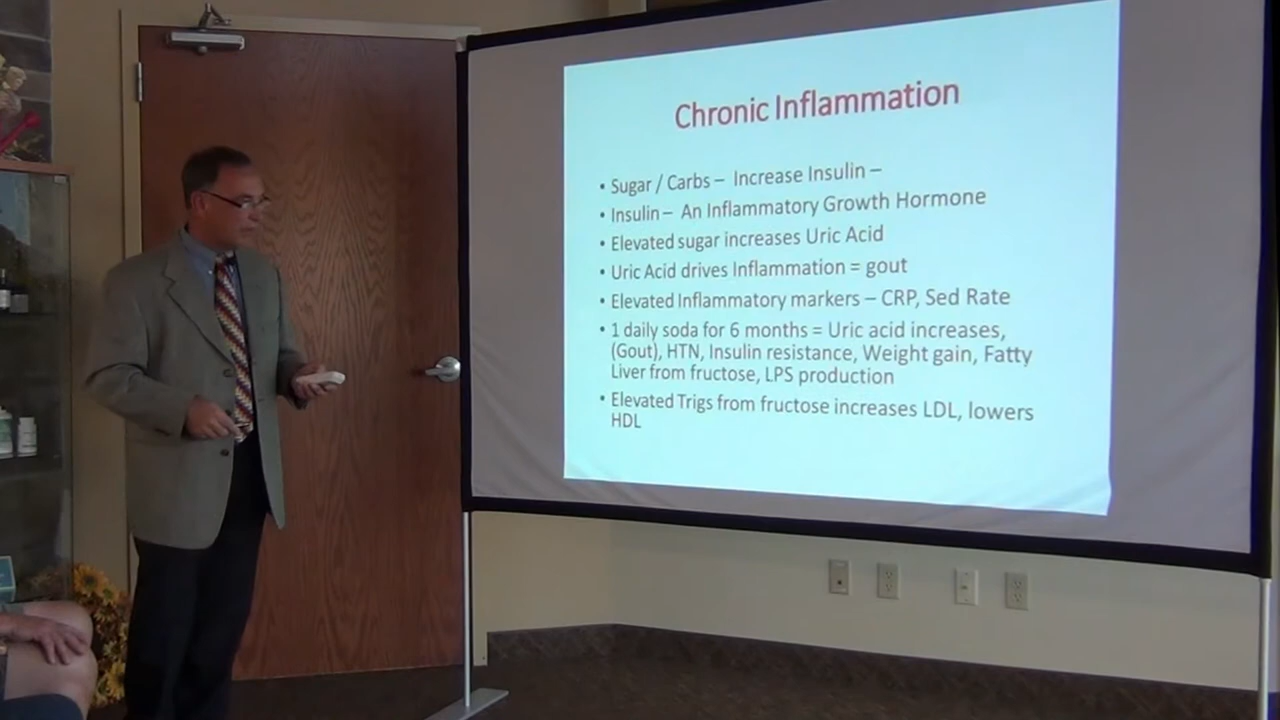 Chronic Inflammation
• Sugar / Carbs – Increase Insulin –
• Insulin – An Inflammatory Growth Hormone
• Elevated sugar increases Uric Acid
• Uric Acid drives Inflammation = gout
• Elevated Inflammatory markers – CRP, Sed Rate
• 1 daily soda for 6 months = Uric acid increases,
(Gout), HTN, Insulin resistance, Weight gain, Fatty
Liver from fructose, LPS production
• Elevated Trigs from fructose increases LDL, lowers
HDL